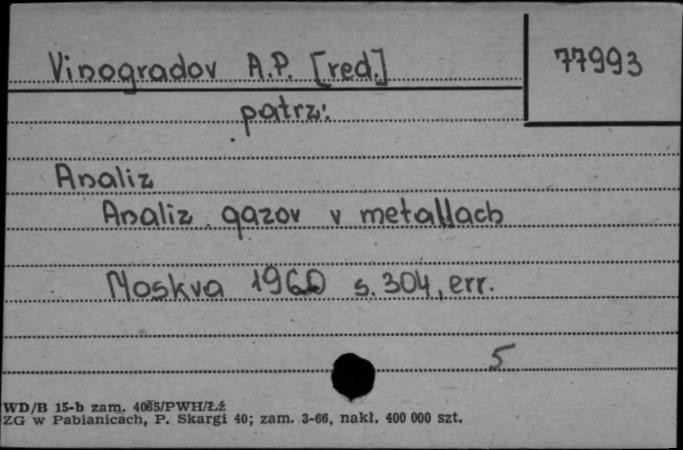 Vinogradov A.P. [red.]
77993
patrz:
Analiz
Analiz gazov v metallach
Moskva 1960 s. 304, err.
5
WD/B 15-b zam. 4065/PWH/Łź
ZG w Pabianicach, P. Skargi 40; zam. 3-66, nakł. 400 000 szt.